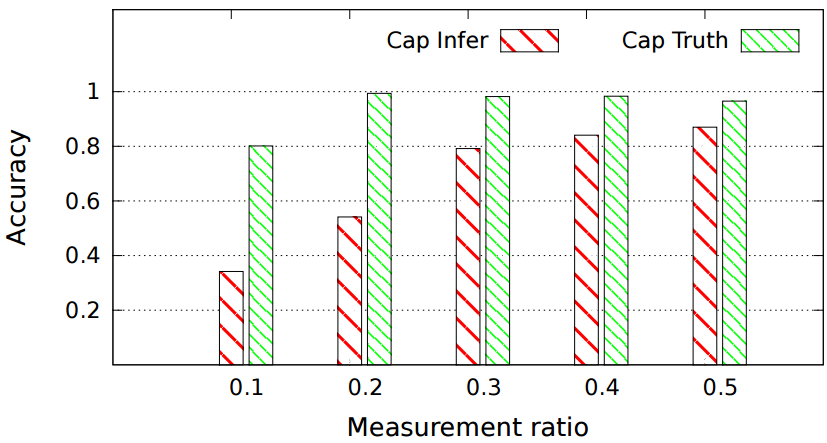 Cap Infer Cap Truth
Accuracy
1
0.8
0.6
0.4
0.2
0.1 0.2 0.3 0.4 0.5
Measurement ratio